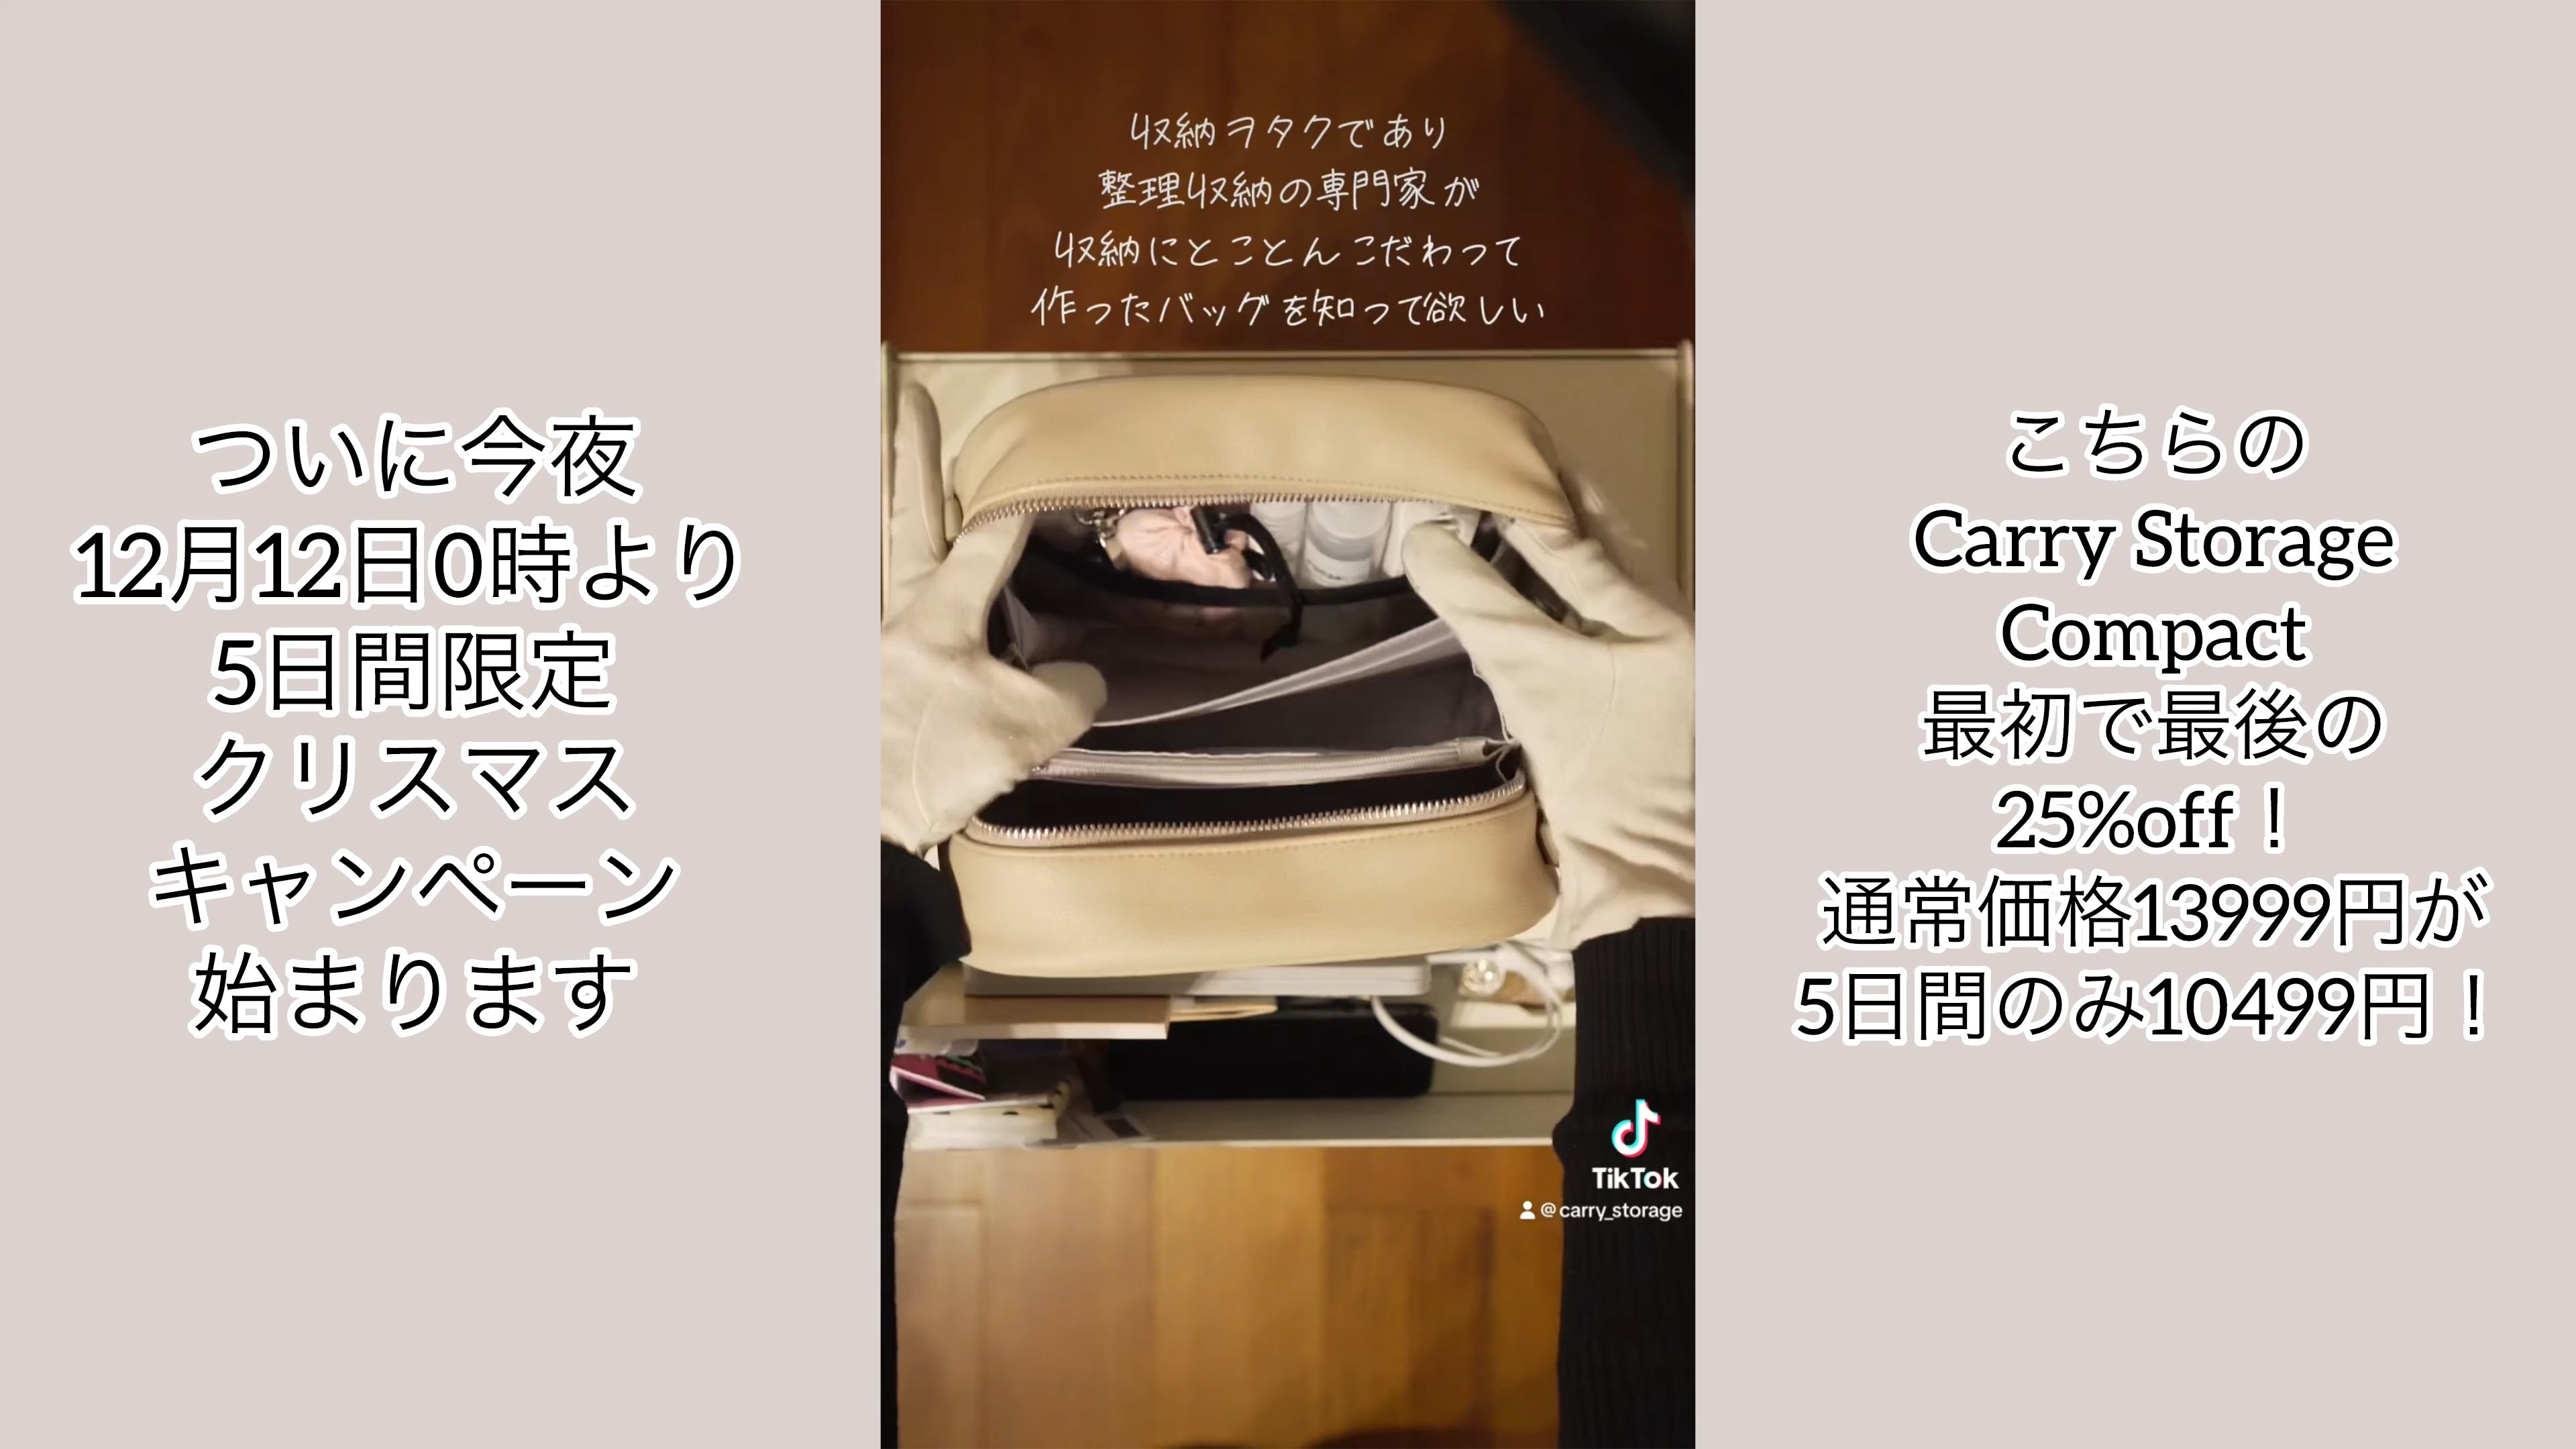 ついに今夜
12月12日0時より
5日間限定
クリスマス
キャンペーン
始まります
収納ヲタクであり
整理収納の専門家が
収納にとことんこだわって
作ったバッグを知って欲しい
TikTok
@carry_storage
こちらの
Carry Storage
Compact
最初で最後の
25%off！
通常価格13999円が
5日間のみ10499円！